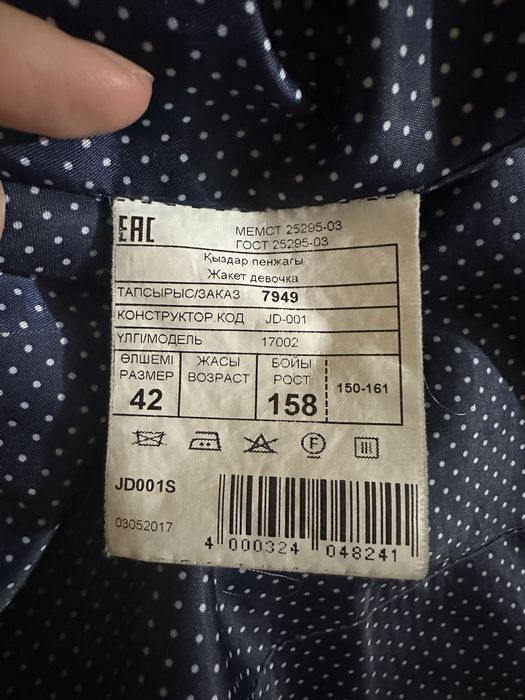 EAC
МЕМСТ 25295-03
ГОСТ 25295-03
Қыздар пенжагы
Жакет девочка
ТАПСЫРЫС/ЗАКАЗ 7949
КОНСТРУКТОР.КОД JD-001
ҮЛГІ/МОДЕЛЬ 17002
ӨЛШЕМІ ЖАСЫ БОЙЫ
РАЗМЕР ВОЗРАСТ РОСТ
42 158 150-161
F
JD001S
03052017
4 000324 048241